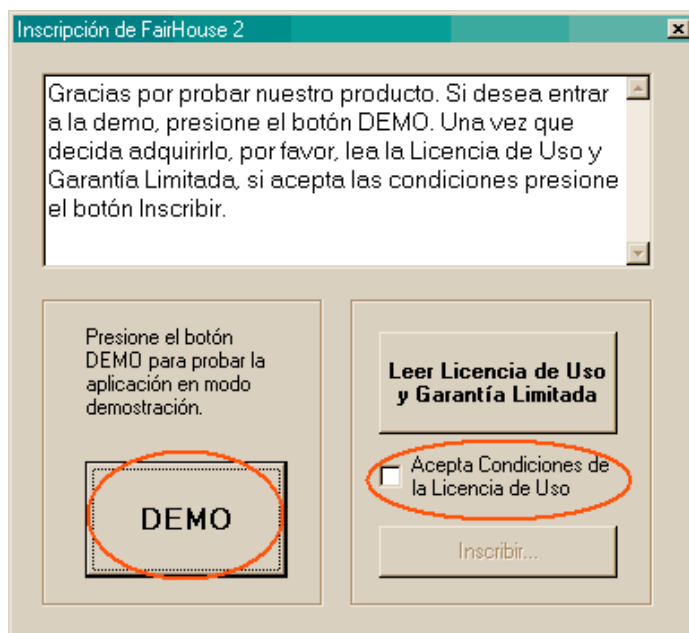 Inscripción de FairHouse 2
Gracias por probar nuestro producto. Si desea entrar
a la demo, presione el botón DEMO. Una vez que
decida adquirirlo, por favor, lea la Licencia de Uso y
Garantía Limitada, si acepta las condiciones presione
el botón Inscribir.
Presione el botón
DEMO para probar la
aplicación en modo
demostración.
DEMO
Leer Licencia de Uso
y Garantía Limitada
Acepta Condiciones de
la Licencia de Uso
Inscribir...